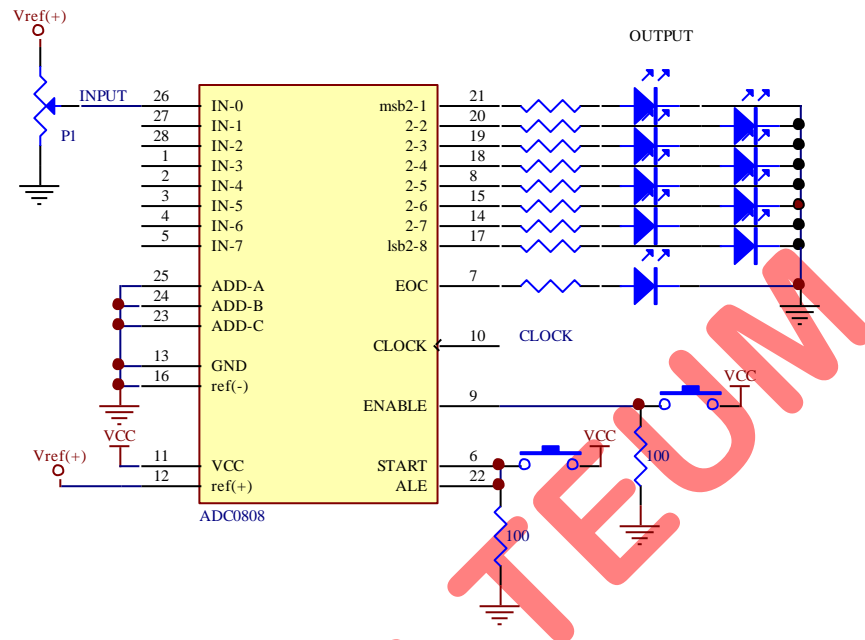 Vref(+)
OUTPUT
INPUT
P1
26 IN-0
27 IN-1
28 IN-2
1 IN-3
2 IN-4
3 IN-5
4 IN-6
5 IN-7
25 ADD-A
24 ADD-B
23 ADD-C
13 GND
16 ref(-)
VCC
11 VCC
Vref(+)
12 ref(+)
msb2-1 21
2-2 20
2-3 19
2-4 18
2-5 8
2-6 15
2-7 14
lsb2-8 17
EOC 7
CLOCK 10 CLOCK
ENABLE 9
VCC
100
START 6
VCC
ALE 22
100
ADC0808
TEUM